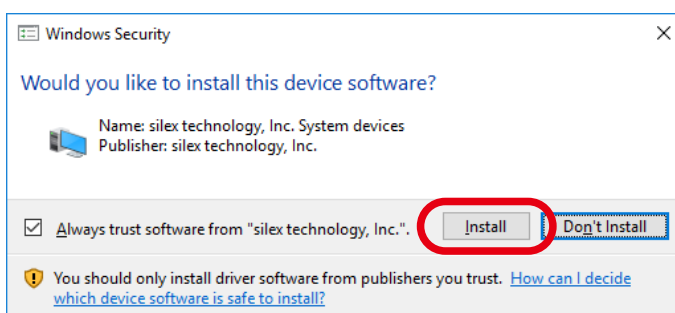 Windows Security
Would you like to install this device software?
Name: silex technology, Inc. System devices
Publisher: silex technology, Inc.
Always trust software from "silex technology, Inc.". Install Don't Install
You should only install driver software from publishers you trust. How can I decide
which device software is safe to install?